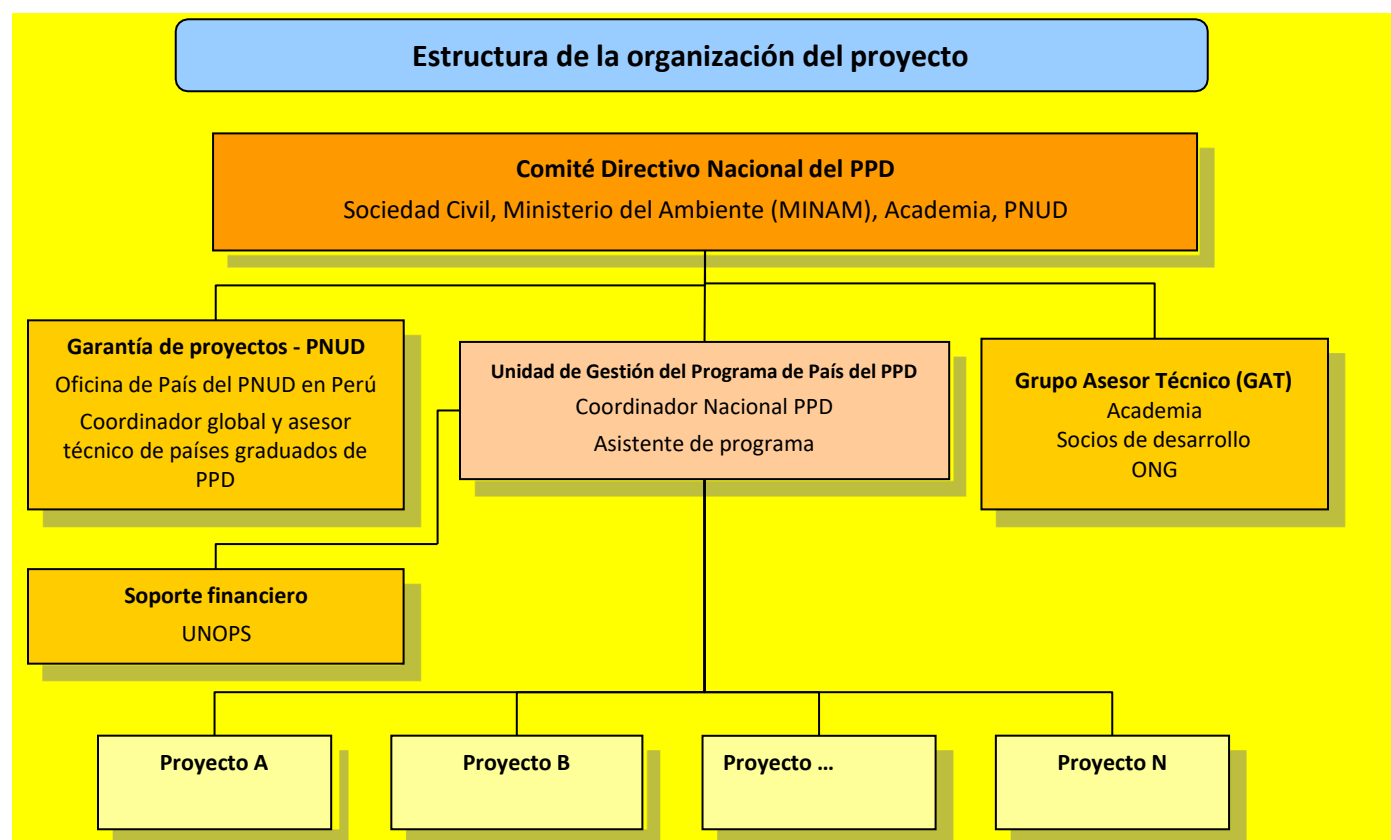 Estructura de la organización del proyecto
Comité Directivo Nacional del PPD
Sociedad Civil, Ministerio del Ambiente (MINAM), Academia, PNUD
Garantía de proyectos - PNUD
Oficina de País del PNUD en Perú
Coordinador global y asesor
técnico de países graduados de
PPD
Unidad de Gestión del Programa de País del PPD
Coordinador Nacional PPD
Asistente de programa
Grupo Asesor Técnico (GAT)
Academia
Socios de desarrollo
ONG
Soporte financiero
UNOPS
Proyecto A
Proyecto B
Proyecto …
Proyecto N